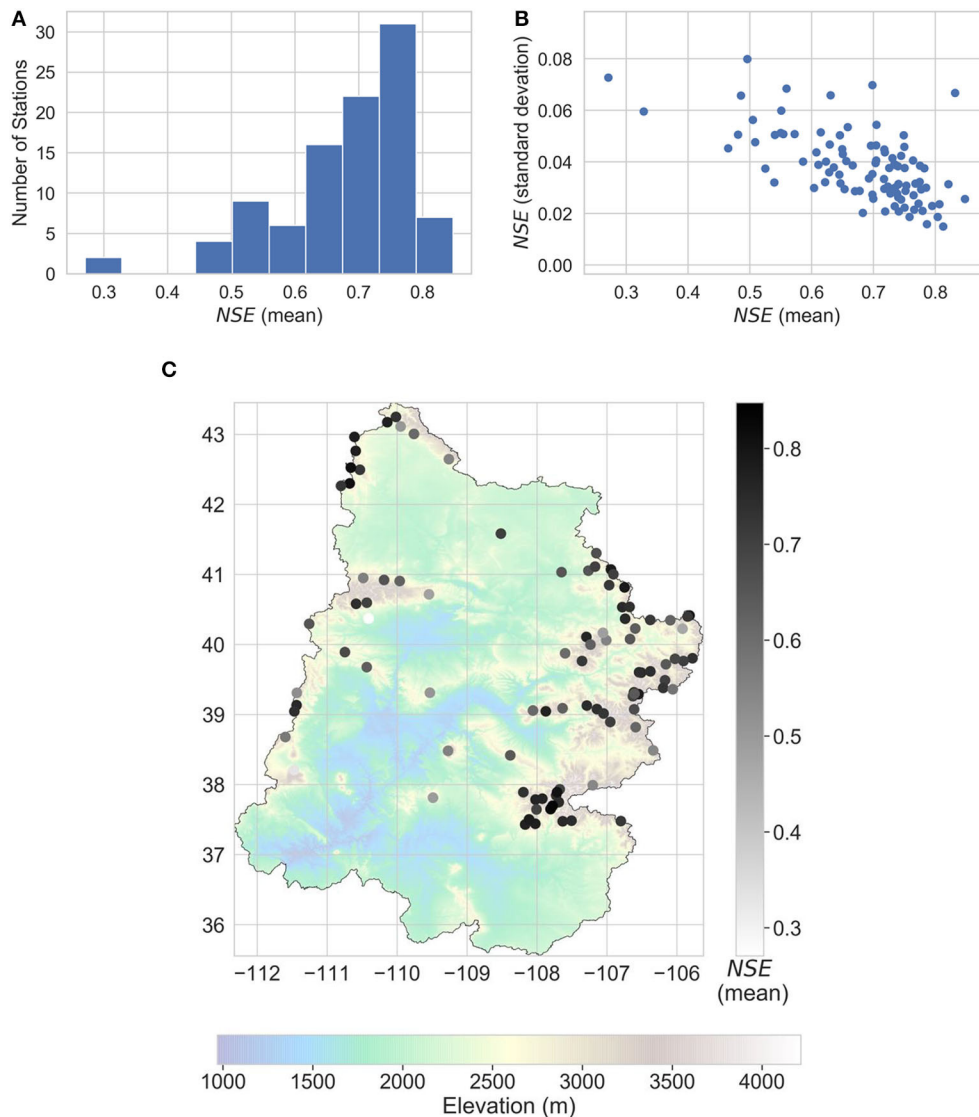 A
Number of Stations
30
25
20
15
10
5
0
0.3 0.4 0.5 0.6 0.7 0.8
NSE (mean)
B
NSE (standard devation)
0.08
0.06
0.04
0.02
0.00
0.3 0.4 0.5 0.6 0.7 0.8
NSE (mean)
C
43
42
41
40
39
38
37
36
−112 −111 −110 −109 −108 −107 −106
0.8
0.7
0.6
0.5
0.4
0.3
NSE
(mean)
1000 1500 2000 2500 3000 3500 4000
Elevation (m)